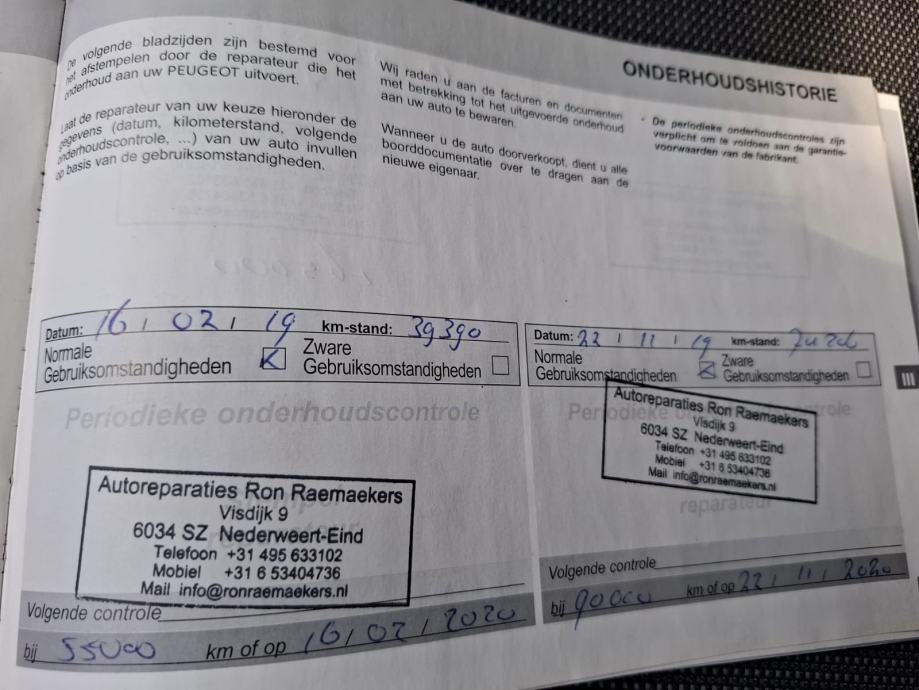 ONDERHOUDSHISTORIE
De volgende bladzijden zijn bestemd voor
het afstempelen door de reparateur die het
onderhoud aan uw PEUGEOT uitvoert.
Laat de reparateur van uw keuze hieronder de
gegevens (datum, kilometerstand, volgende
onderhoudscontrole, ...) van uw auto invullen
op basis van de gebruiksomstandigheden.
Wij raden u aan de facturen en documenten
met betrekking tot het uitgevoerde onderhoud
aan uw auto te bewaren.
Wanneer u de auto doorverkoopt, dient u alle
boorddocumentatie over te dragen aan de
nieuwe eigenaar.
* De periodieke onderhoudscontroles zijn
verplicht om te voldoen aan de garantie-
voorwaarden van de fabrikant.
Datum: 16 / 02 / 19 km-stand: 39390
Normale
Gebruiksomstandigheden
Zware
Gebruiksomstandigheden
Periodieke onderhoudscontrole
Autoreparaties Ron Raemaekers
Visdijk 9
6034 SZ Nederweert-Eind
Telefoon +31 495 633102
Mobiel +31 6 53404736
Mail info@ronraemaekers.nl
Volgende controle
bij 55000 km of op 16 / 02 / 2020
Datum: 22 / 11 / 19 km-stand:
Normale
Gebruiksomstandigheden
Zware
Gebruiksomstandigheden
Autoreparaties Ron Raemaekers
Visdijk 9
6034 SZ Nederweert-Eind
Telefoon +31 495 633102
Mobiel +31 6 53404736
Mail info@ronraemaekers.nl
reparateur
Volgende controle
bij 90000 km of op 22 / 11 / 2020
III